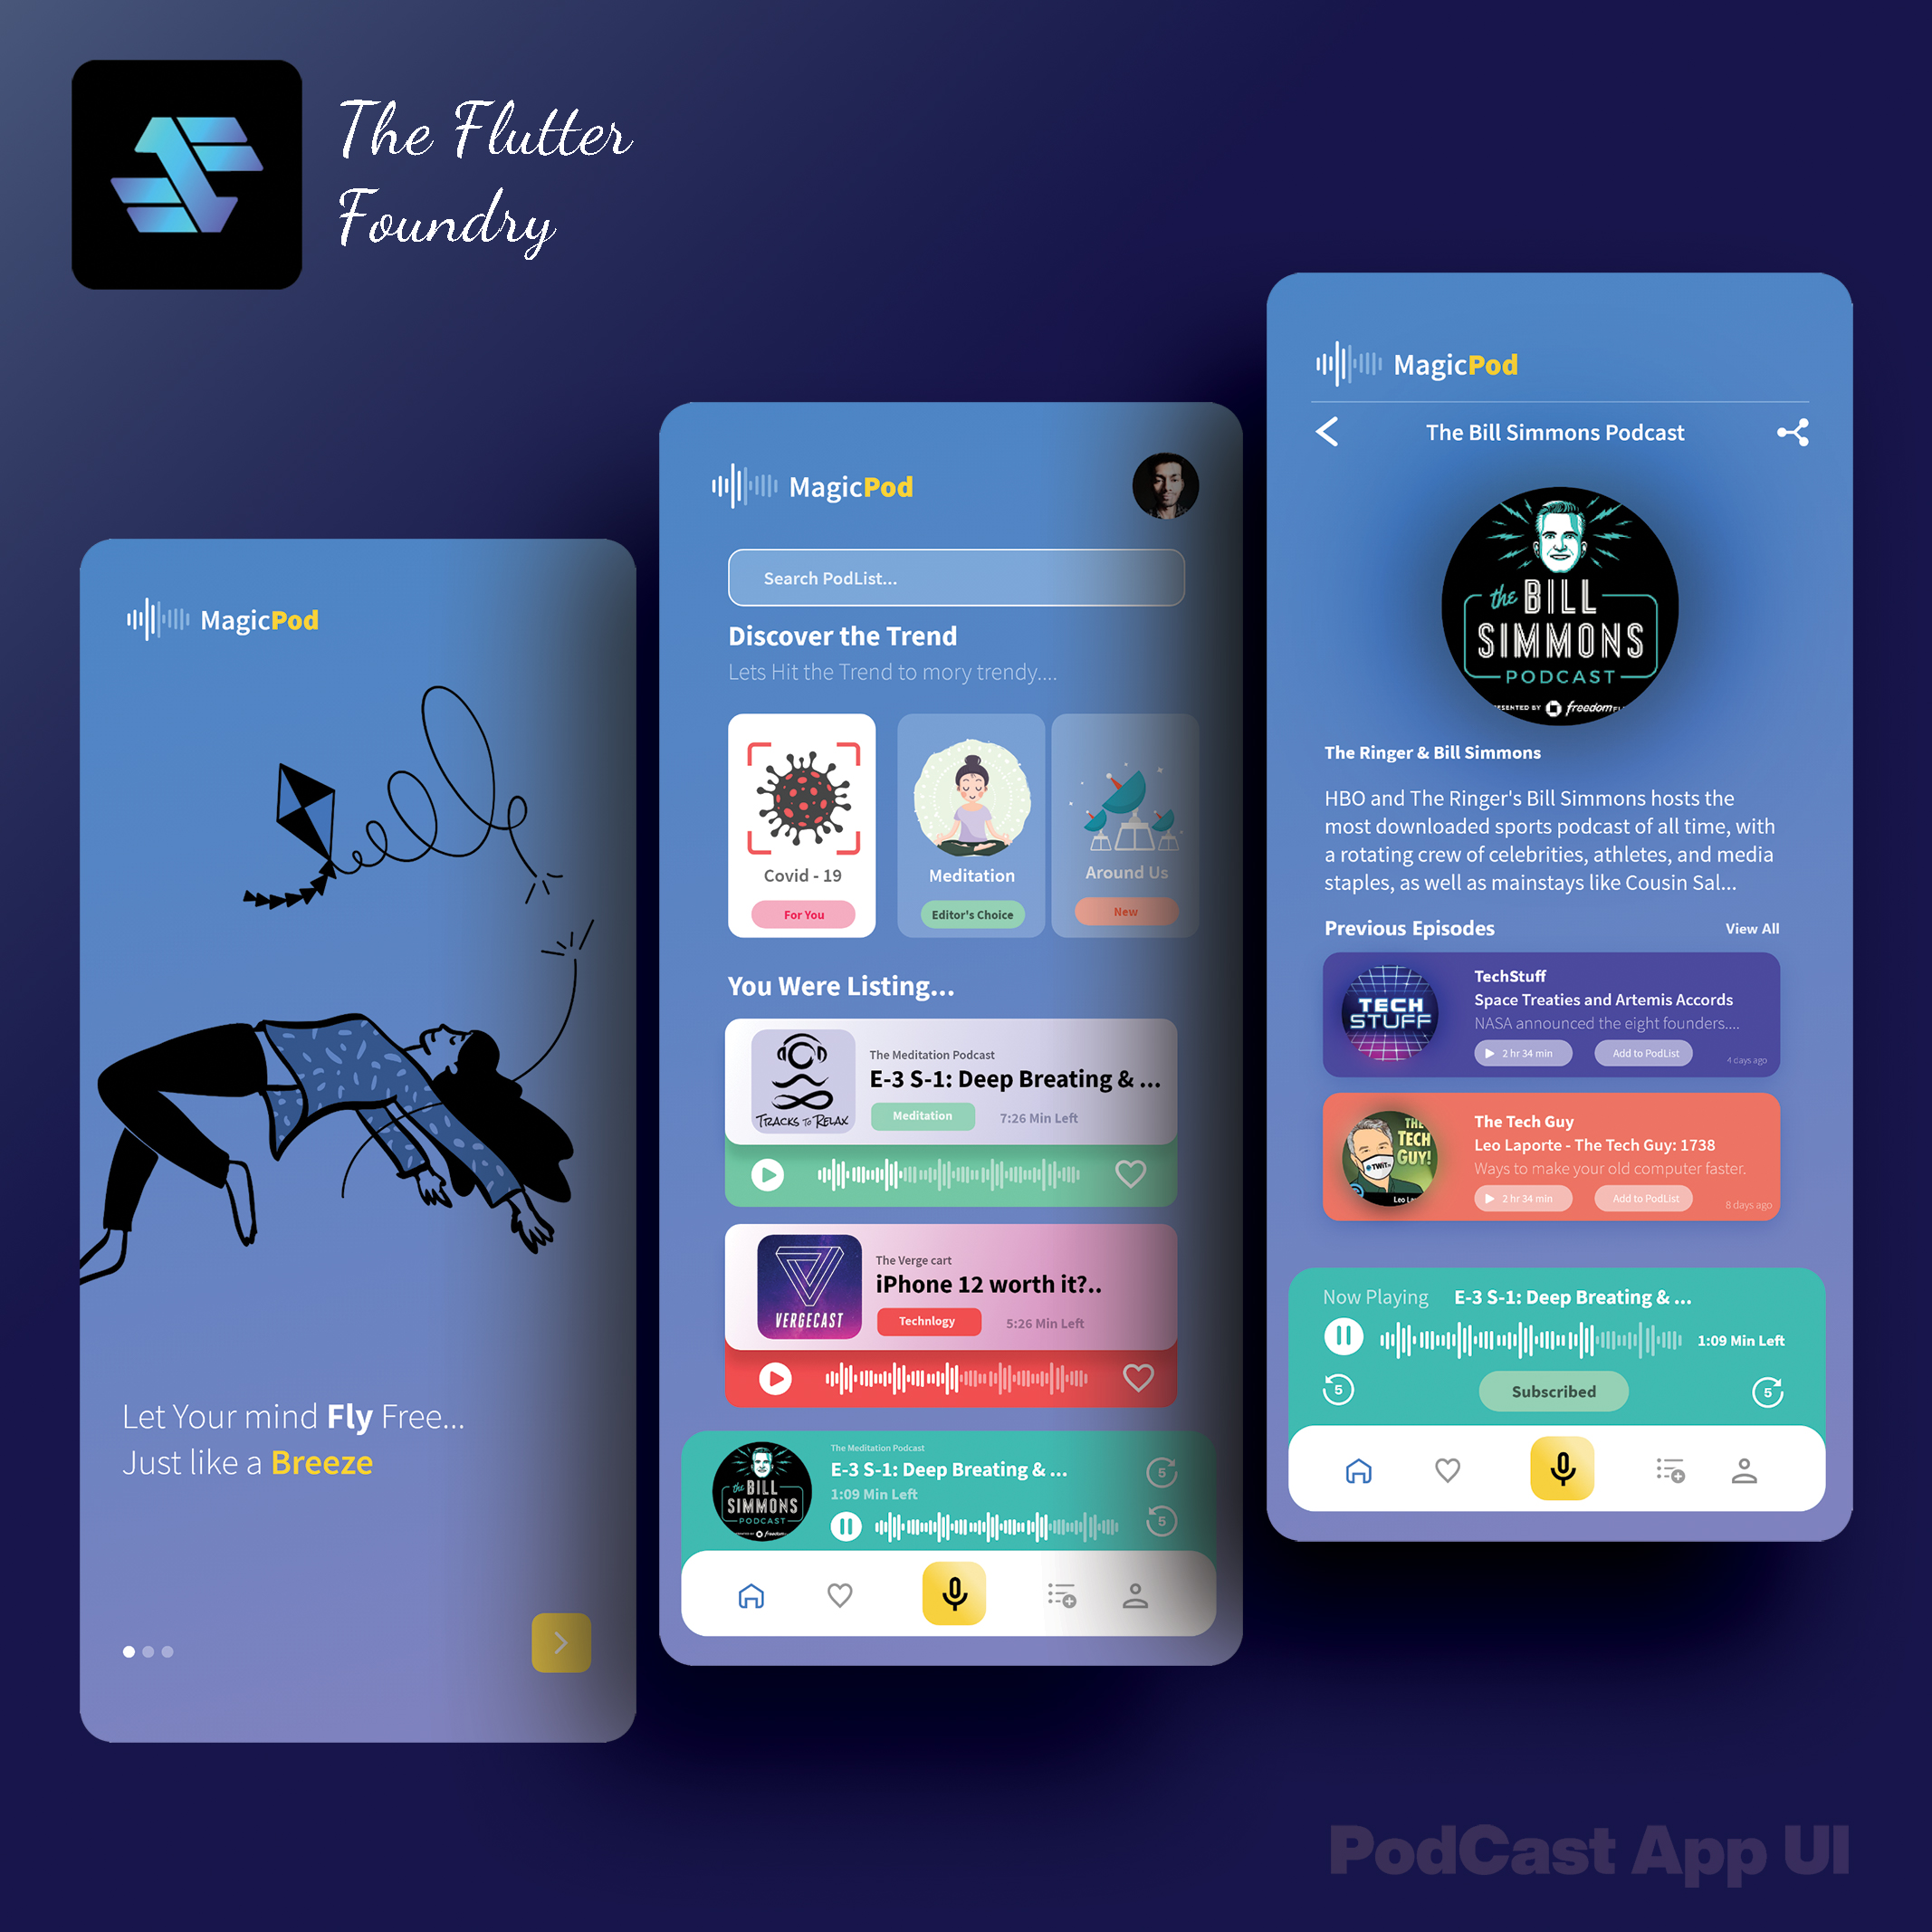 The Flutter
Foundry
MagicPod
Let Your mind Fly Free...
Just like a Breeze
MagicPod
Search PodList...
Discover the Trend
Lets Hit the Trend to mory trendy....
Covid - 19
For You
Meditation
Editor's Choice
Around Us
New
You Were Listing...
TRACKS TO RELAX
The Meditation Podcast
E-3 S-1: Deep Breating & ...
Meditation
7:26 Min Left
VERGECAST
The Verge cart
iPhone 12 worth it?..
Technlogy
5:26 Min Left
the BILL
SIMMONS
PODCAST
The Meditation Podcast
E-3 S-1: Deep Breating & ...
1:09 Min Left
5
5
MagicPod
The Bill Simmons Podcast
the BILL
SIMMONS
PODCAST
BY freedom
The Ringer & Bill Simmons
HBO and The Ringer's Bill Simmons hosts the
most downloaded sports podcast of all time, with
a rotating crew of celebrities, athletes, and media
staples, as well as mainstays like Cousin Sal...
Previous Episodes
View All
TECH
STUFF
TechStuff
Space Treaties and Artemis Accords
NASA announced the eight founders....
2 hr 34 min
Add to PodList
4 days ago
THE
TECH
GUY!
TWiT
The Tech Guy
Leo Laporte - The Tech Guy: 1738
Ways to make your old computer faster.
2 hr 34 min
Add to PodList
8 days ago
Now Playing
E-3 S-1: Deep Breating & ...
1:09 Min Left
5
Subscribed
5
PodCast App UI